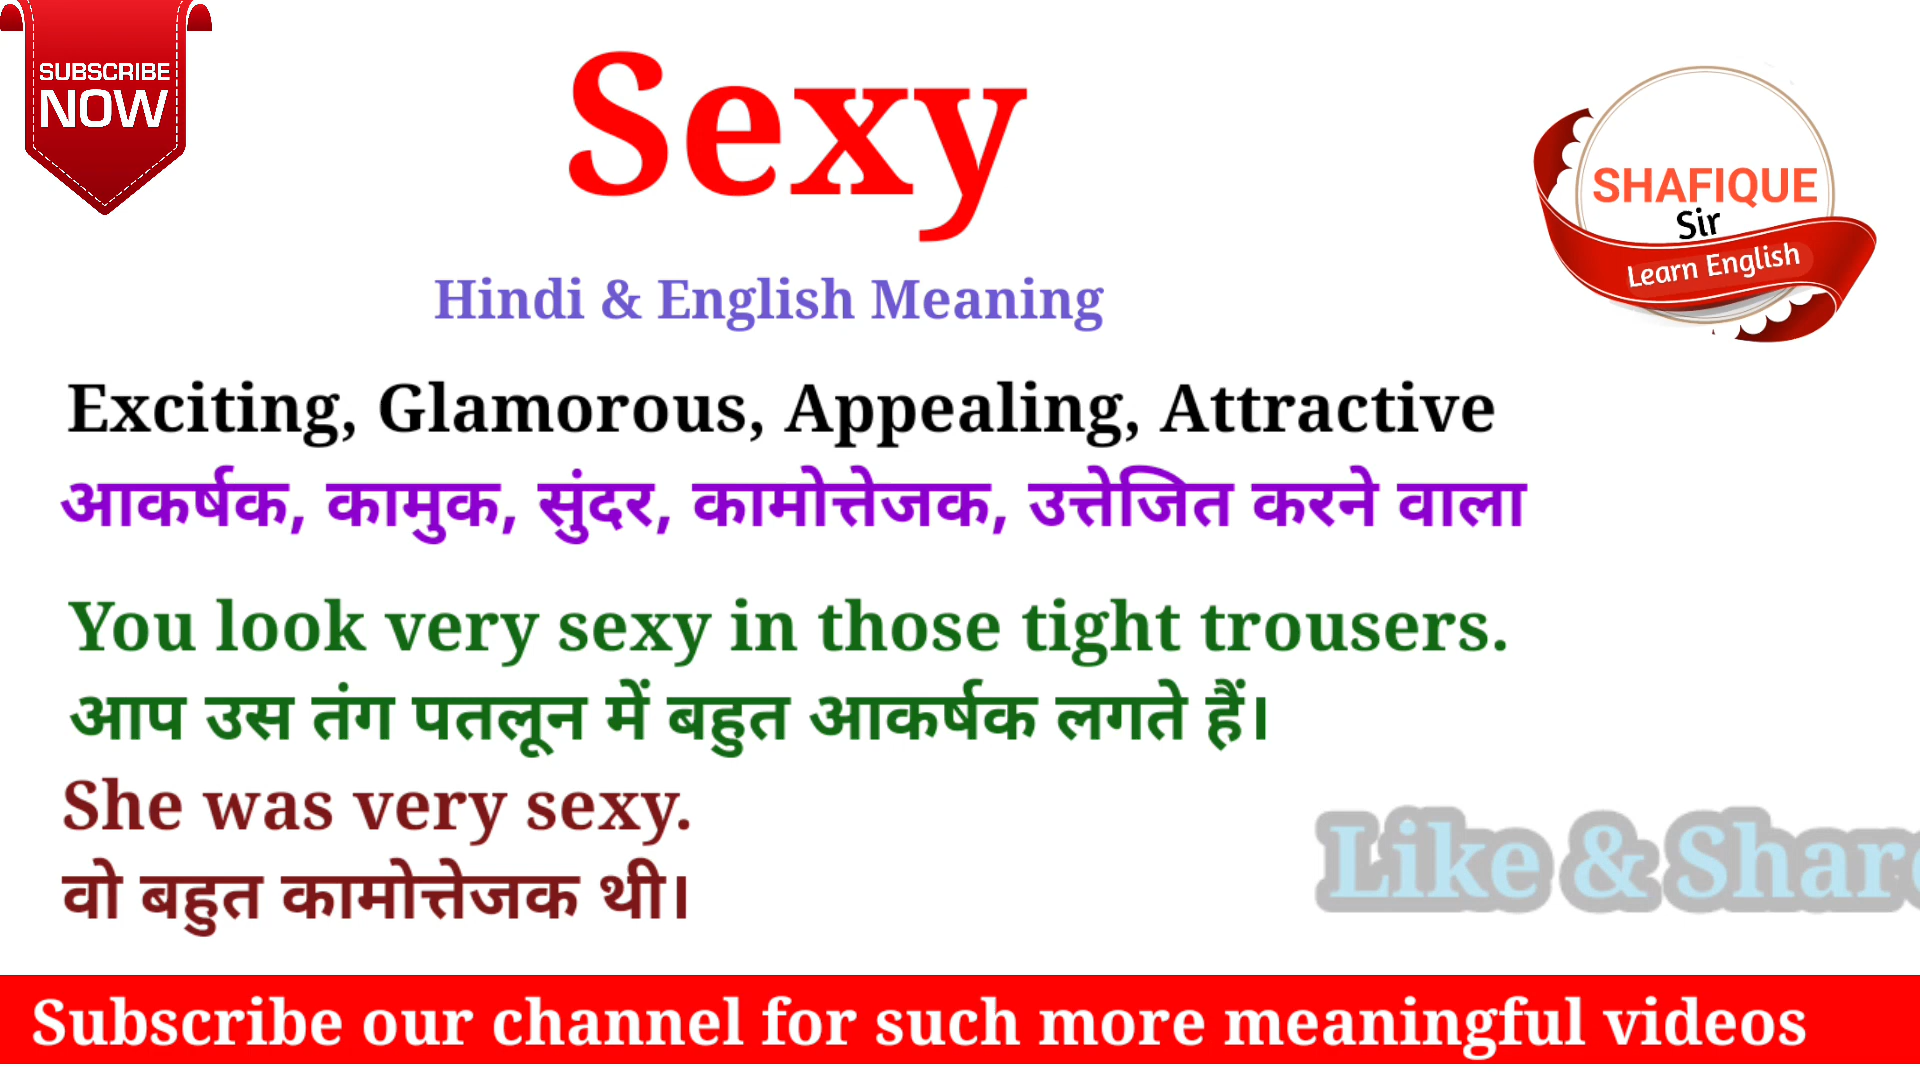 SUBSCRIBE
NOW
Sexy
SHAFIQUE
Sir
Learn English
Hindi & English Meaning
Exciting, Glamorous, Appealing, Attractive
आकर्षक, कामुक, सुंदर, कामोत्तेजक, उत्तेजित करने वाला
You look very sexy in those tight trousers.
आप उस तंग पतलून में बहुत आकर्षक लगते हैं।
She was very sexy.
वो बहुत कामोत्तेजक थी।
Like & Share
Subscribe our channel for such more meaningful videos